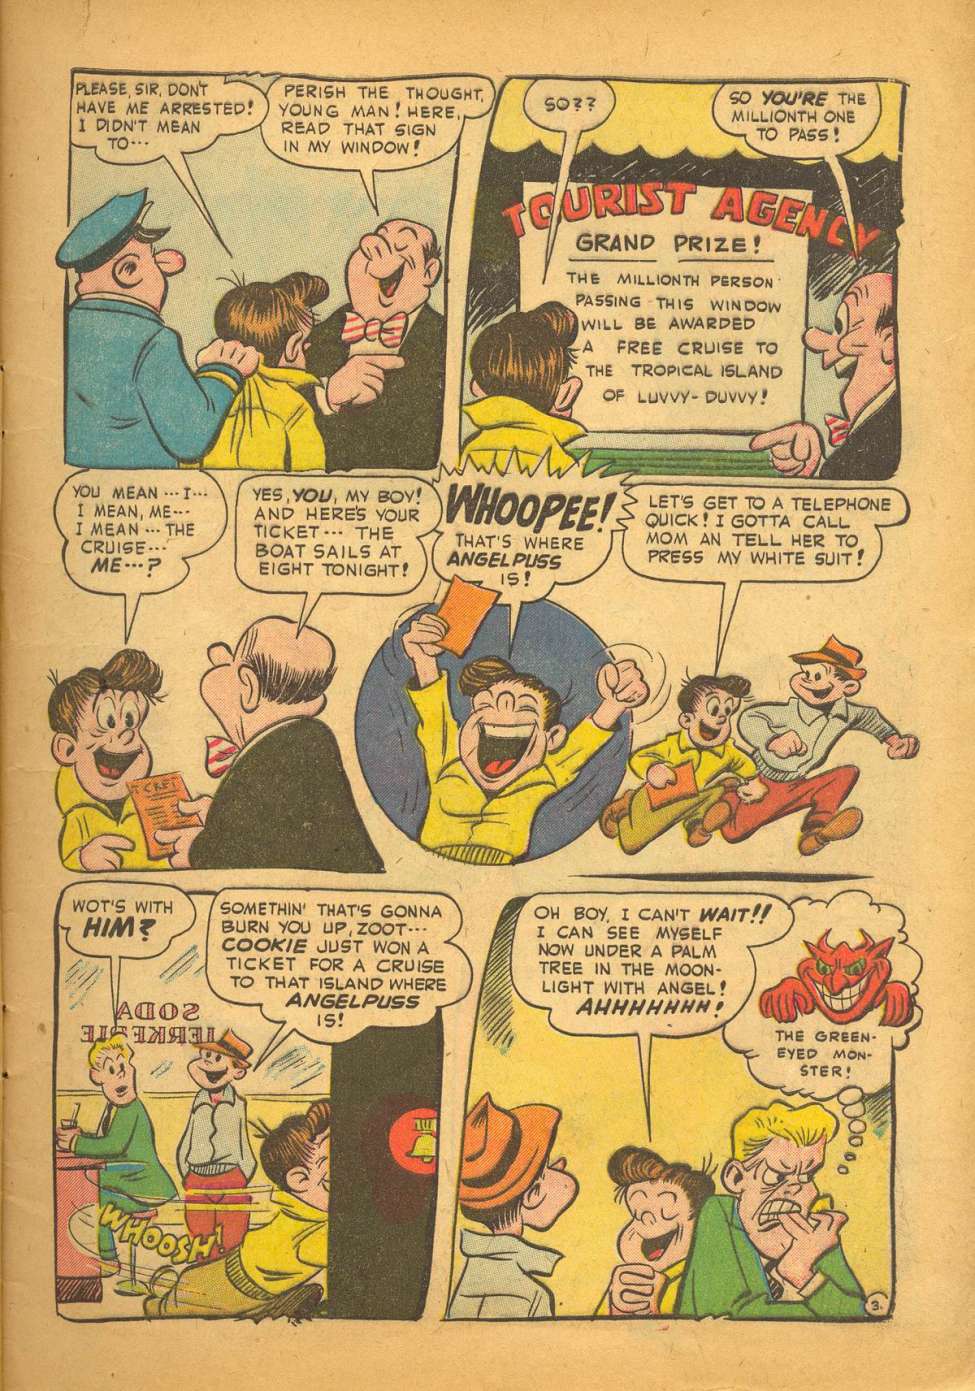 PLEASE, SIR, DON'T
HAVE ME ARRESTED!
I DIDN'T MEAN
TO---
PERISH THE THOUGHT,
YOUNG MAN! HERE,
READ THAT SIGN
IN MY WINDOW!
SO??
SO YOU'RE THE
MILLIONTH ONE
TO PASS!
TOURIST AGENCY
GRAND PRIZE!
THE MILLIONTH PERSON
PASSING THIS WINDOW
WILL BE AWARDED
A FREE CRUISE TO
THE TROPICAL ISLAND
OF LUVVY-DUVVY!
YOU MEAN --- I---
I MEAN, ME---
I MEAN --- THE
CRUISE---
ME---?
YES, YOU, MY BOY!
AND HERE'S YOUR
TICKET--- THE
BOAT SAILS AT
EIGHT TONIGHT!
WHOOPEE!
THAT'S WHERE
ANGELPUSS
IS!
LET'S GET TO A TELEPHONE
QUICK! I GOTTA CALL
MOM AN TELL HER TO
PRESS MY WHITE SUIT!
TICKET
WOT'S WITH
HIM?
SOMETHIN' THAT'S GONNA
BURN YOU UP, ZOOT---
COOKIE JUST WON A
TICKET FOR A CRUISE
TO THAT ISLAND WHERE
ANGELPUSS
IS!
SODA
JERKERIE
WHOOSH!
OH BOY, I CAN'T WAIT!!
I CAN SEE MYSELF
NOW UNDER A PALM
TREE IN THE MOON-
LIGHT WITH ANGEL!
AHHHHHHH!
THE GREEN-
EYED MON-
STER!
3.